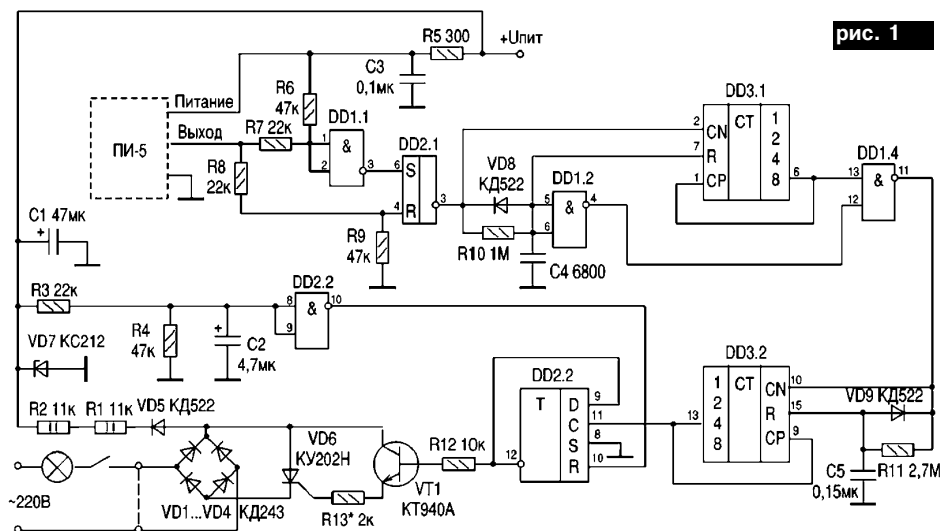 рис. 1
R5 300
+Uпит
C3
0,1мк
R6
47к
Питание
Выход
ПИ-5
R7 22к
R8
22к
DD1.1
1
&
2
3
DD2.1
6
S
4
R
3
R9
47к
VD8
КД522
R10 1М
C4 6800
DD1.2
5
&
6
4
DD3.1
2
CN
CT
1
7
R
2
4
1
CP
8
6
DD1.4
13
&
12
11
C1 47мк
+
R3 22к
R4
47к
+
C2
4,7мк
DD2.2
8
&
9
10
VD7 КС212
R2 11к
R1 11к
VD5 КД522
~220В
VD1...VD4 КД243
VD6
КУ202Н
R13* 2к
VT1
КТ940А
R12 10к
DD2.2
T
D
9
C
11
S
8
R
10
12
DD3.2
1
CT
CN
10
2
R
15
4
8
CP
9
13
VD9 КД522
R11 2,7М
C5
0,15мк